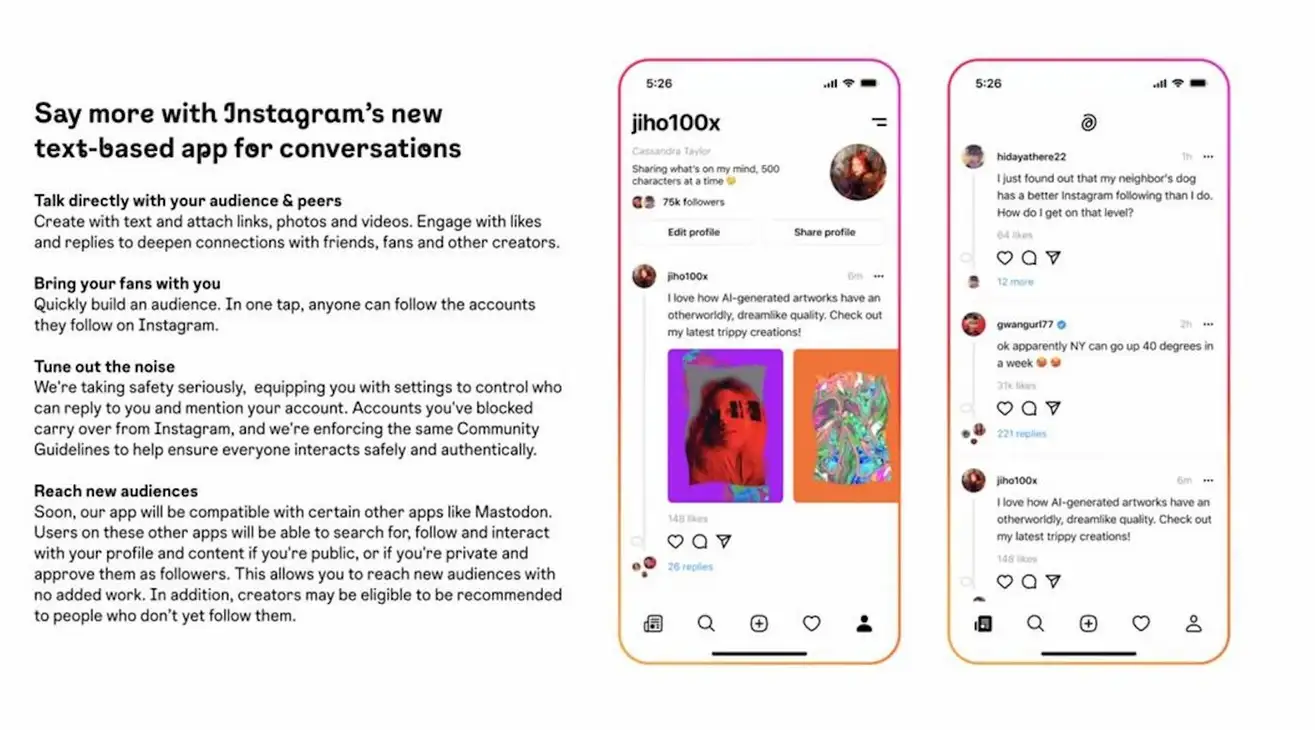 Say more with Instagram's new
text-based app for conversations
Talk directly with your audience & peers
Create with text and attach links, photos and videos. Engage with likes
and replies to deepen connections with friends, fans and other creators.
Bring your fans with you
Quickly build an audience. In one tap, anyone can follow the accounts
they follow on Instagram.
Tune out the noise
We're taking safety seriously, equipping you with settings to control who
can reply to you and mention your account. Accounts you've blocked
carry over from Instagram, and we're enforcing the same Community
Guidelines to help ensure everyone interacts safely and authentically.
Reach new audiences
Soon, our app will be compatible with certain other apps like Mastodon.
Users on these other apps will be able to search for, follow and interact
with your profile and content if you're public, or if you're private and
approve them as followers. This allows you to reach new audiences with
no added work. In addition, creators may be eligible to be recommended
to people who don't yet follow them.
5:26
jiho100x
Cassandra Taylor
Sharing what's on my mind, 500
characters at a time 😏
75k followers
Edit profile Share profile
jiho100x 6m
I love how AI-generated artworks have an
otherworldly, dreamlike quality. Check out
my latest trippy creations!
148 likes
26 replies
5:26
hidayathere22 1h
I just found out that my neighbor's dog
has a better Instagram following than I do.
How do I get on that level?
64 likes
12 more
gwangurl77 2h
ok apparently NY can go up 40 degrees in
a week 🥵 🥵
31k likes
221 replies
jiho100x 6m
I love how AI-generated artworks have an
otherworldly, dreamlike quality. Check out
my latest trippy creations!
148 likes